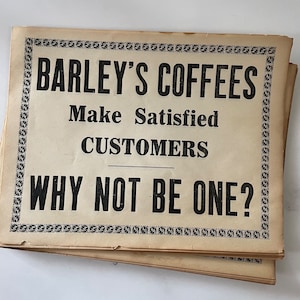 BARLEY'S COFFEES
Make Satisfied
CUSTOMERS
WHY NOT BE ONE?